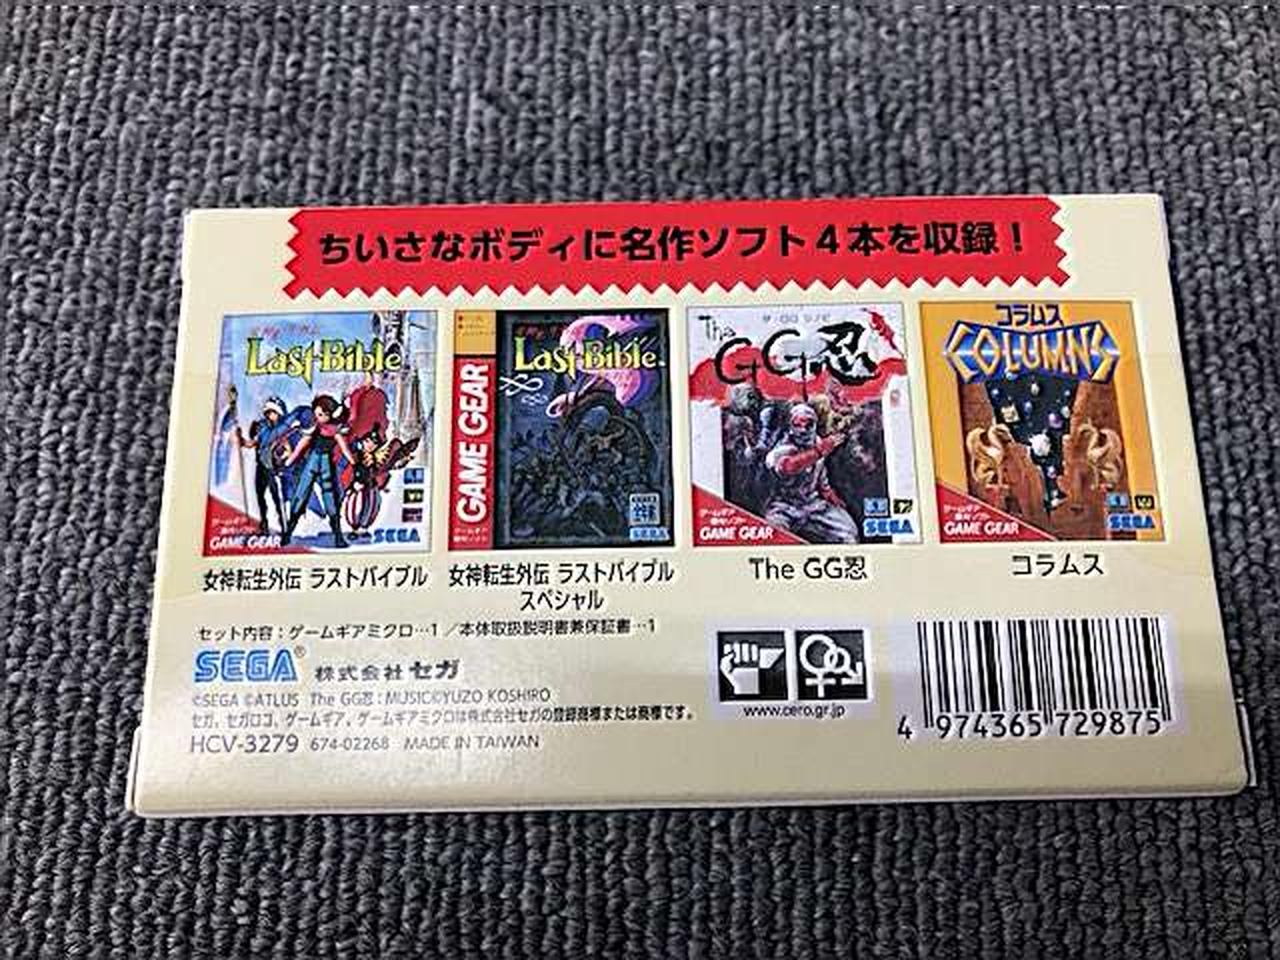 ちいさなボディに名作ソフト4本を収録！
Last Bible
GAME GEAR
SEGA
GAME GEAR
Last Bible
SEGA
The GG忍
GAME GEAR
SEGA
コラムス
COLUMNS
GAME GEAR
SEGA
女神転生外伝 ラストバイブル
女神転生外伝 ラストバイブル
スペシャル
The GG忍
コラムス
セット内容：ゲームギアミクロ…1 ／本体取扱説明書兼保証書…1
SEGA® 株式会社セガ
©SEGA ©ATLUS The GG忍：MUSIC©YUZO KOSHIRO
セガ、セガロゴ、ゲームギア、ゲームギアミクロは株式会社セガの登録商標または商標です。
HCV-3279 674-02268 MADE IN TAIWAN
www.cero.gr.jp
4 974365 729875